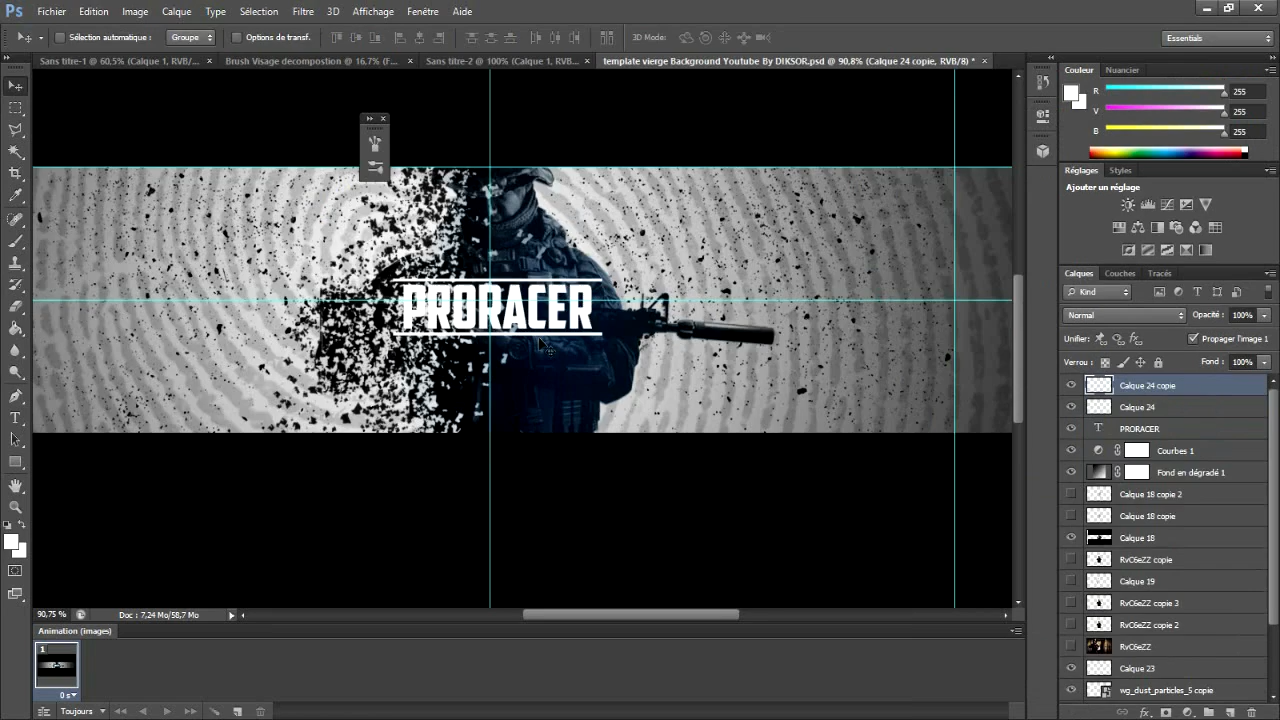 Ps Fichier Edition Image Calque Type Sélection Filtre 3D Affichage Fenêtre Aide
Sélection automatique : Groupe Options de transf. 3D Mode: Essentials
Sans titre-1 @ 60,5% (Calque 1, RVB/... × Brush Visage decompostion @ 16,7% (F... × Sans titre-2 @ 100% (Calque 1, RVB/... × template vierge Background Youtube By DIKSOR.psd @ 90,8% (Calque 24 copie, RVB/8) * ×
Couleur Nuancier
R 255
V 255
B 255
Réglages Styles
Ajouter un réglage
PRORACER
Calques Couches Tracés
Kind
Normal Opacité : 100%
Unifier: Propager l'image 1
Verrou : Fond : 100%
Calque 24 copie
Calque 24
T PRORACER
Courbes 1
Fond en dégradé 1
Calque 18 copie 2
Calque 18 copie
Calque 18
RvC6eZZ copie
Calque 19
RvC6eZZ copie 3
RvC6eZZ copie 2
RvC6eZZ
Calque 23
wg_dust_particles_5 copie
90,75 % Doc : 7,24 Mo/58,7 Mo
Animation (images)
1
0 s
Toujours